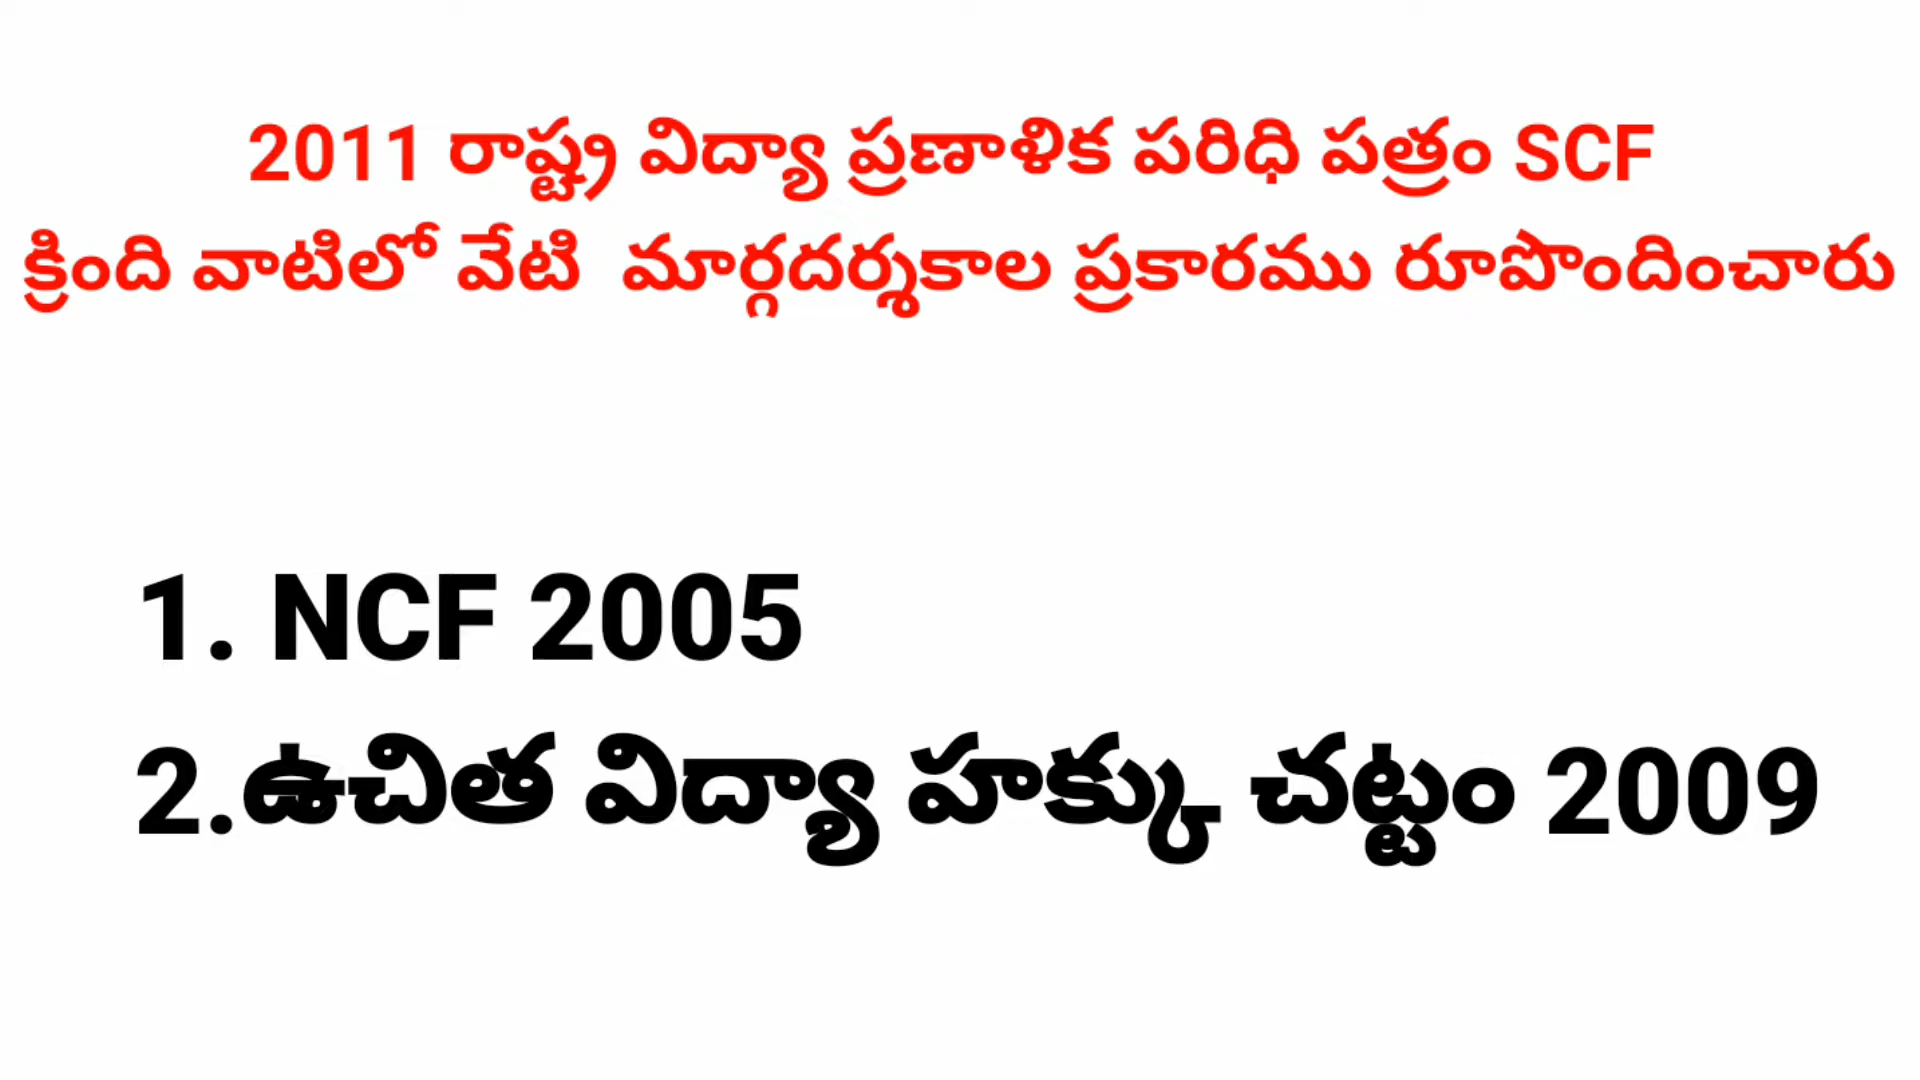 2011 రాష్ట్ర విద్యా ప్రణాళిక పరిధి పత్రం SCF
క్రింది వాటిలో వేటి మార్గదర్శకాల ప్రకారము రూపొందించారు
1. NCF 2005
2.ఉచిత విద్యా హక్కు చట్టం 2009